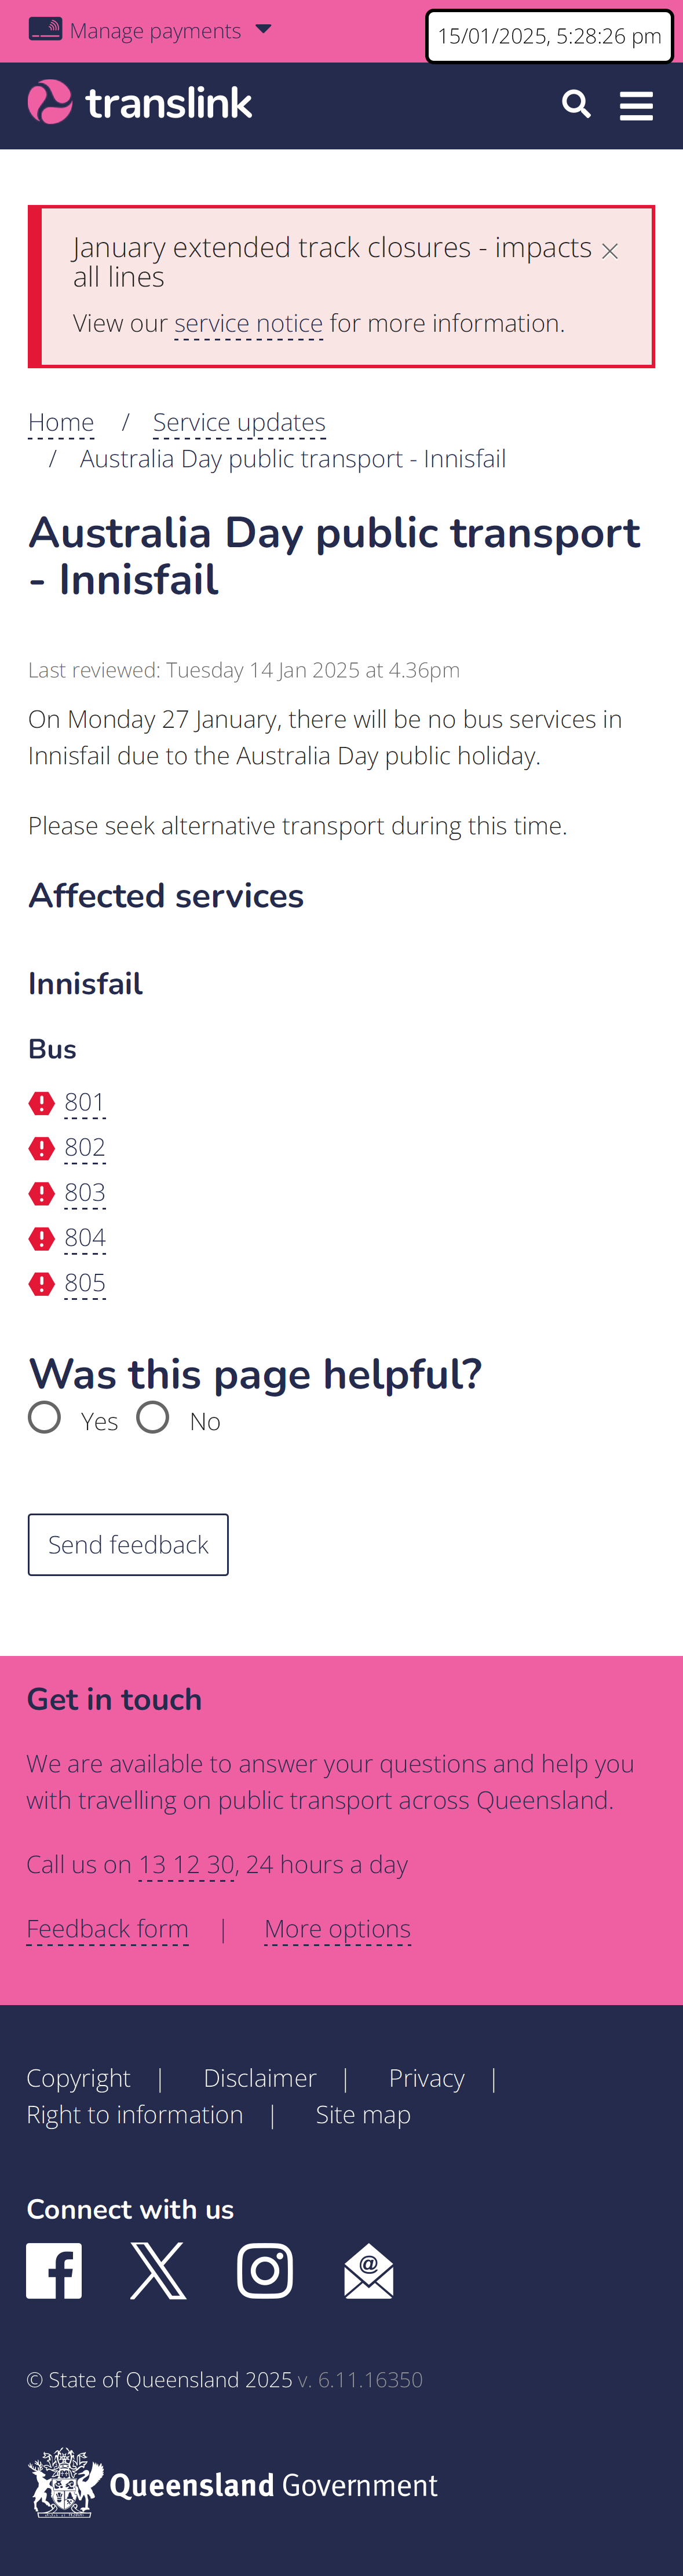 Manage payments
15/01/2025, 5:28:26 pm
translink
January extended track closures - impacts
all lines
View our service notice for more information.
Home / Service updates
/ Australia Day public transport - Innisfail
Australia Day public transport
- Innisfail
Last reviewed: Tuesday 14 Jan 2025 at 4.36pm
On Monday 27 January, there will be no bus services in
Innisfail due to the Australia Day public holiday.
Please seek alternative transport during this time.
Affected services
Innisfail
Bus
801
802
803
804
805
Was this page helpful?
Yes No
Send feedback
Get in touch
We are available to answer your questions and help you
with travelling on public transport across Queensland.
Call us on 13 12 30, 24 hours a day
Feedback form | More options
Copyright | Disclaimer | Privacy |
Right to information | Site map
Connect with us
© State of Queensland 2025 v. 6.11.16350
Queensland Government